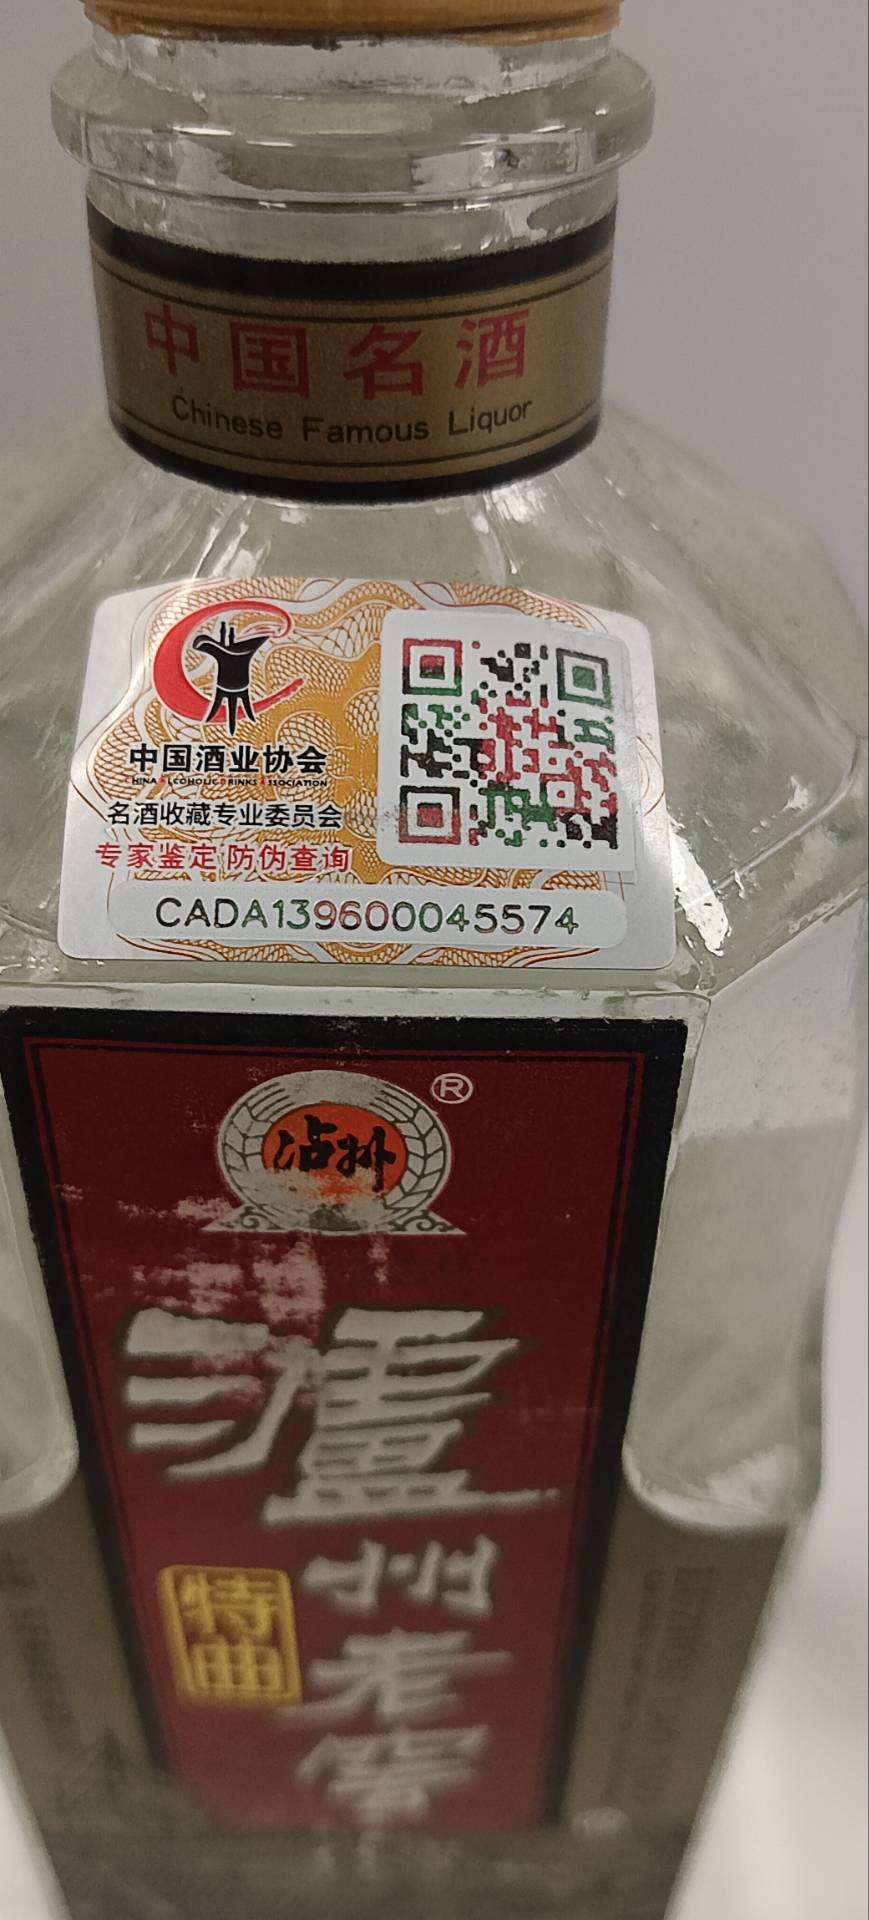 中国名酒
Chinese Famous Liquor
中国酒业协会
CHINA ALCOHOLIC DRINKS ASSOCIATION
名酒收藏专业委员会
专家鉴定 防伪查询
CADA139600045574
®
泸
州
老
窖
特
曲